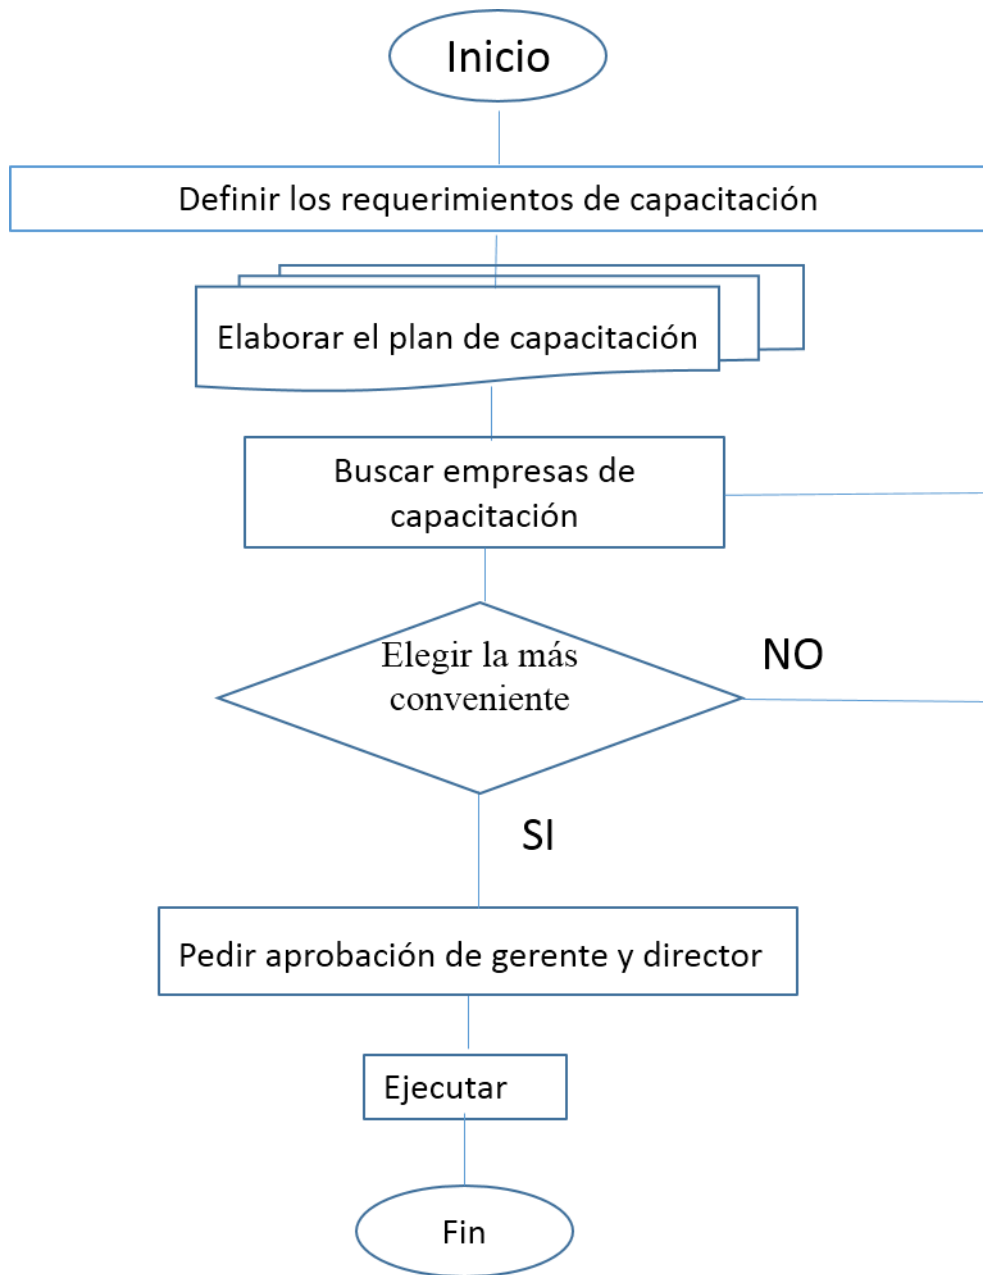 Inicio
Definir los requerimientos de capacitación
Elaborar el plan de capacitación
Buscar empresas de
capacitación
Elegir la más
conveniente
NO
SI
Pedir aprobación de gerente y director
Ejecutar
Fin